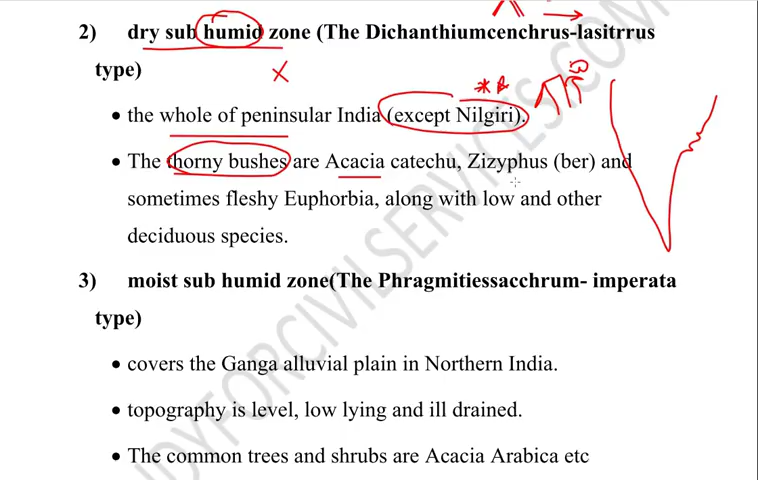 2) dry sub humid zone (The Dichanthiumcenchrus-lasitrrus
type)
• the whole of peninsular India (except Nilgiri).
• The thorny bushes are Acacia catechu, Zizyphus (ber) and
sometimes fleshy Euphorbia, along with low and other
deciduous species.
3) moist sub humid zone(The Phragmitiessacchrum- imperata
type)
• covers the Ganga alluvial plain in Northern India.
• topography is level, low lying and ill drained.
• The common trees and shrubs are Acacia Arabica etc